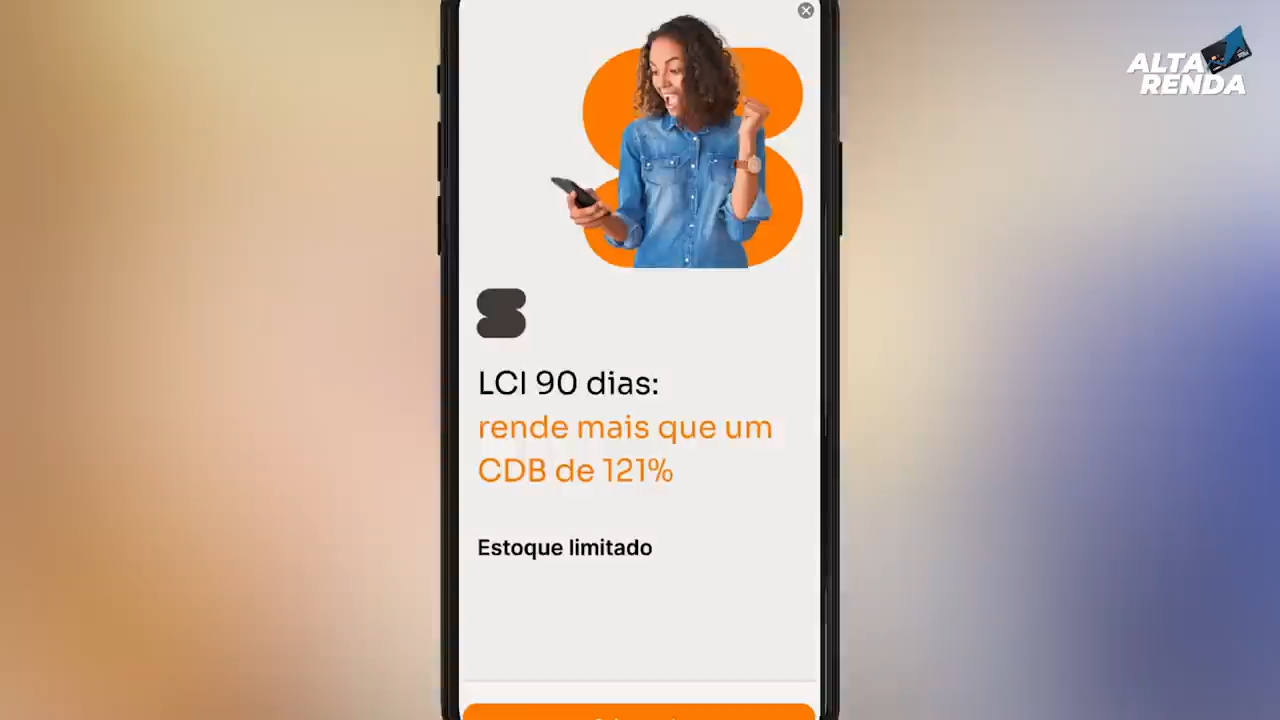 ALTA
RENDA
LCI 90 dias:
rende mais que um
CDB de 121%
Estoque limitado